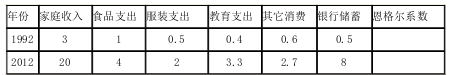 年份 家庭收入 食品支出 服装支出 教育支出 其它消费 银行储蓄 恩格尔系数
1992 3 1 0.5 0.4 0.6 0.5
2012 20 4 2 3.3 2.7 8